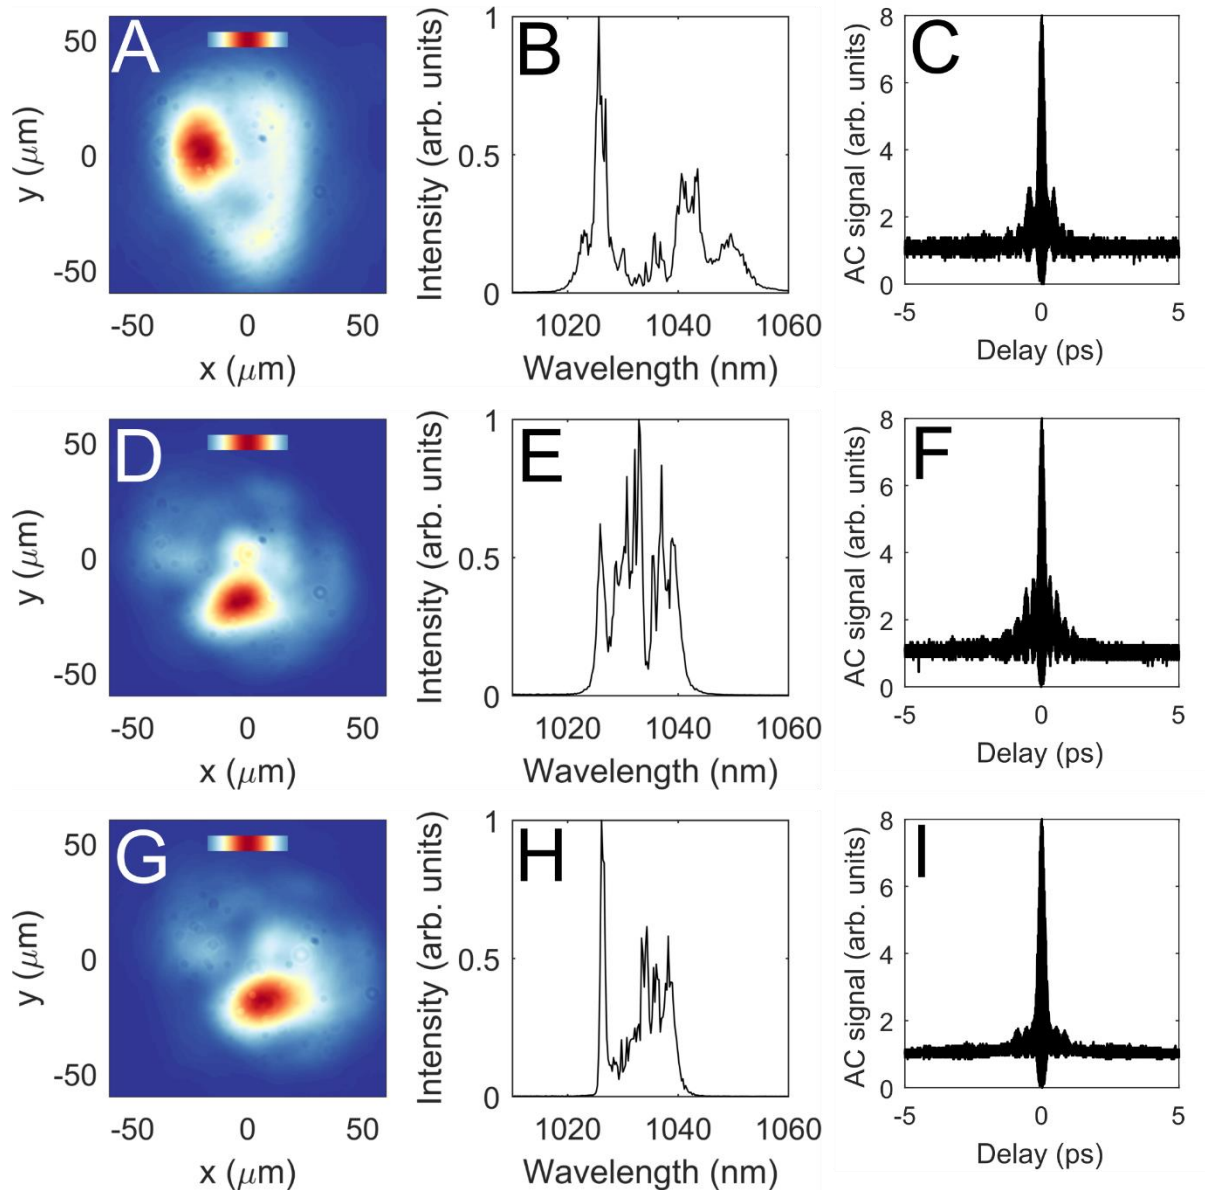 A
50
0
-50
y (μm)
-50 0 50
x (μm)
B
1
0.5
0
Intensity (arb. units)
1020 1040 1060
Wavelength (nm)
C
8
6
4
2
0
AC signal (arb. units)
-5 0 5
Delay (ps)
D
50
0
-50
y (μm)
-50 0 50
x (μm)
E
1
0.5
0
Intensity (arb. units)
1020 1040 1060
Wavelength (nm)
F
8
6
4
2
0
AC signal (arb. units)
-5 0 5
Delay (ps)
G
50
0
-50
y (μm)
-50 0 50
x (μm)
H
1
0.5
0
Intensity (arb. units)
1020 1040 1060
Wavelength (nm)
I
8
6
4
2
0
AC signal (arb. units)
-5 0 5
Delay (ps)